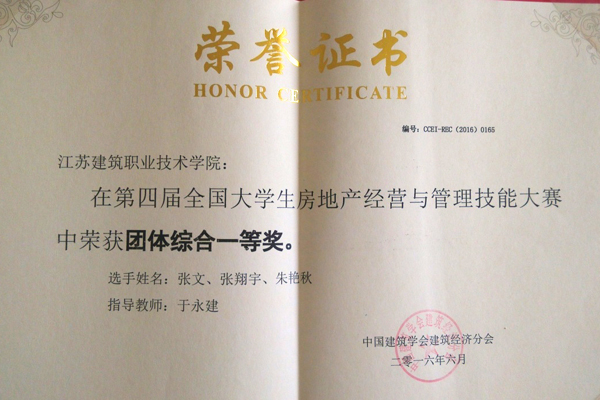 荣誉证书
HONOR CERTIFICATE
编号：CCEI-REC（2016）0165
江苏建筑职业技术学院：
在第四届全国大学生房地产经营与管理技能大赛
中荣获团体综合一等奖。
选手姓名：张文、张翔宇、朱艳秋
指导教师：于永建
中国建筑学会建筑经济分会
二零一六年六月